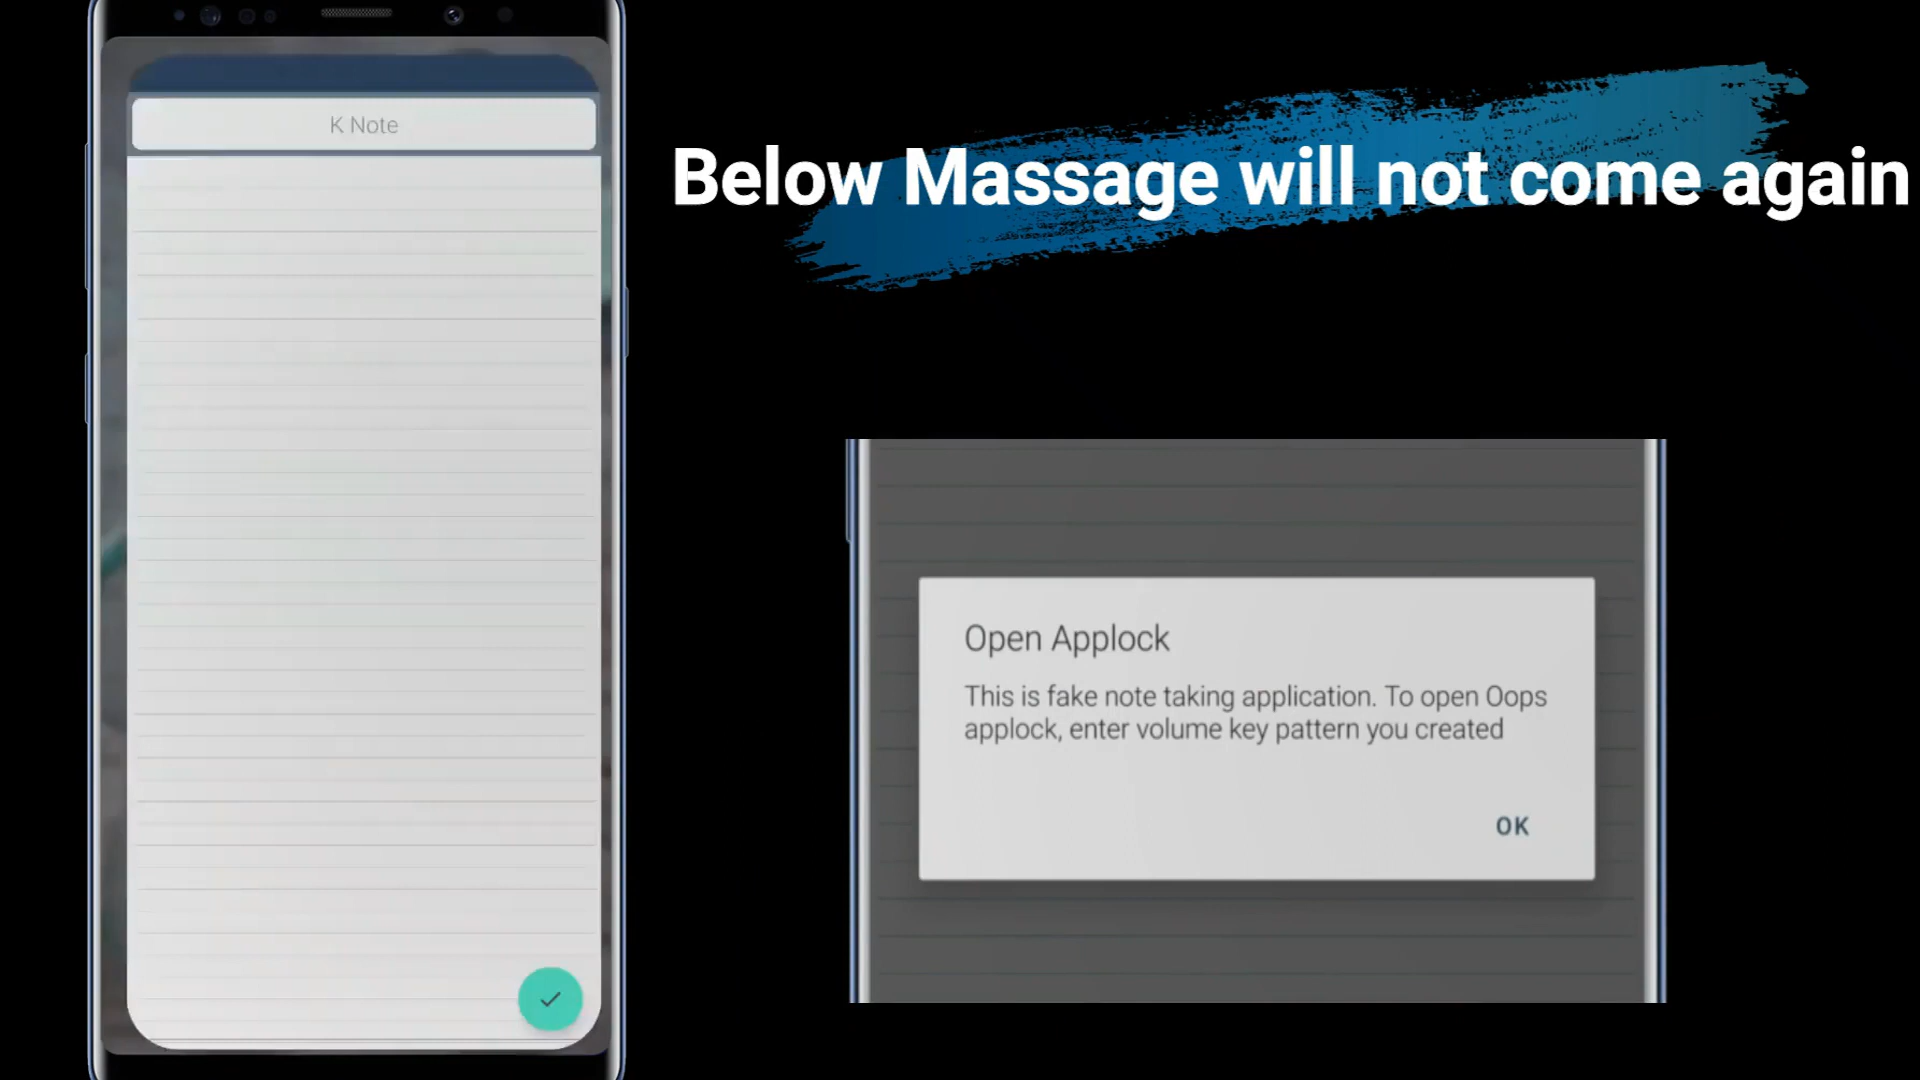 K Note
Below Massage will not come again
Open Applock
This is fake note taking application. To open Oops
applock, enter volume key pattern you created
OK